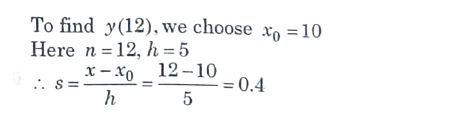 To find y(12), we choose x₀ = 10
Here n = 12, h = 5
∴ s = (x − x₀)/h = (12 − 10)/5 = 0.4